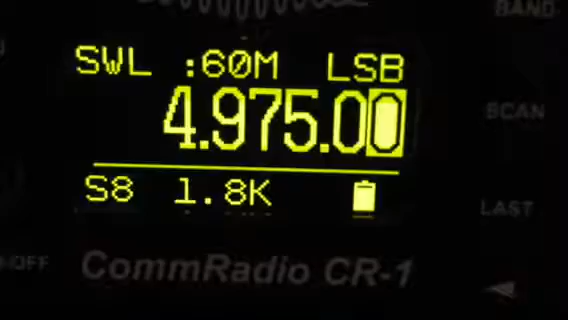 BAND
SWL :60M LSB
4.975.00
SCAN
S8 1.8K
LAST
CommRadio CR-1